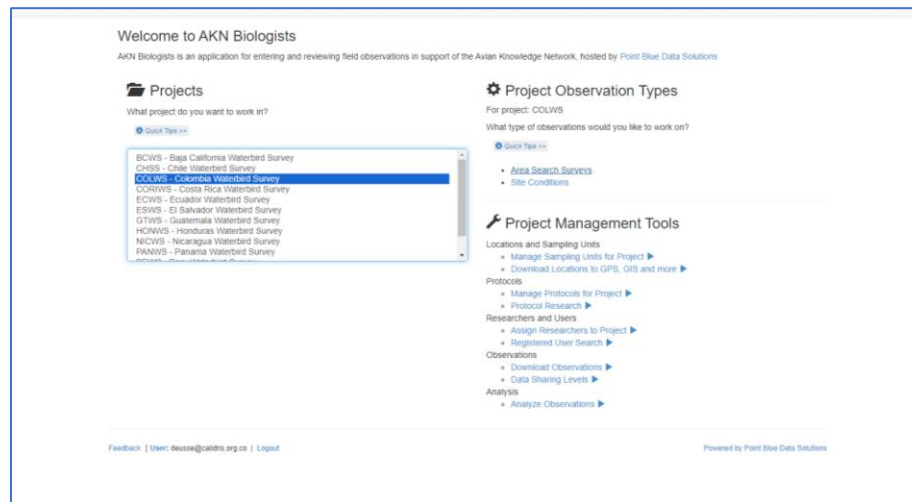 Welcome to AKN Biologists
AKN Biologists is an application for entering and reviewing field observations in support of the Avian Knowledge Network, hosted by Point Blue Data Solutions
Projects
What project do you want to work in?
Quick Tips >>
BCWS - Baja California Waterbird Survey
CHSS - Chile Waterbird Survey
COLWS - Colombia Waterbird Survey
CORIWS - Costa Rica Waterbird Survey
ECWS - Ecuador Waterbird Survey
ESWS - El Salvador Waterbird Survey
GTWS - Guatemala Waterbird Survey
HONWS - Honduras Waterbird Survey
NICWS - Nicaragua Waterbird Survey
PANWS - Panama Waterbird Survey
Project Observation Types
For project: COLWS
What type of observations would you like to work on?
Quick Tips >>
Area Search Surveys
Site Conditions
Project Management Tools
Locations and Sampling Units
Manage Sampling Units for Project
Download Locations to GPS, GIS and more
Protocols
Manage Protocols for Project
Protocol Research
Researchers and Users
Assign Researchers to Project
Registered User Search
Observations
Download Observations
Data Sharing Levels
Analysis
Analyze Observations
Feedback | User: deusse@calidris.org.co | Logout
Powered by Point Blue Data Solutions